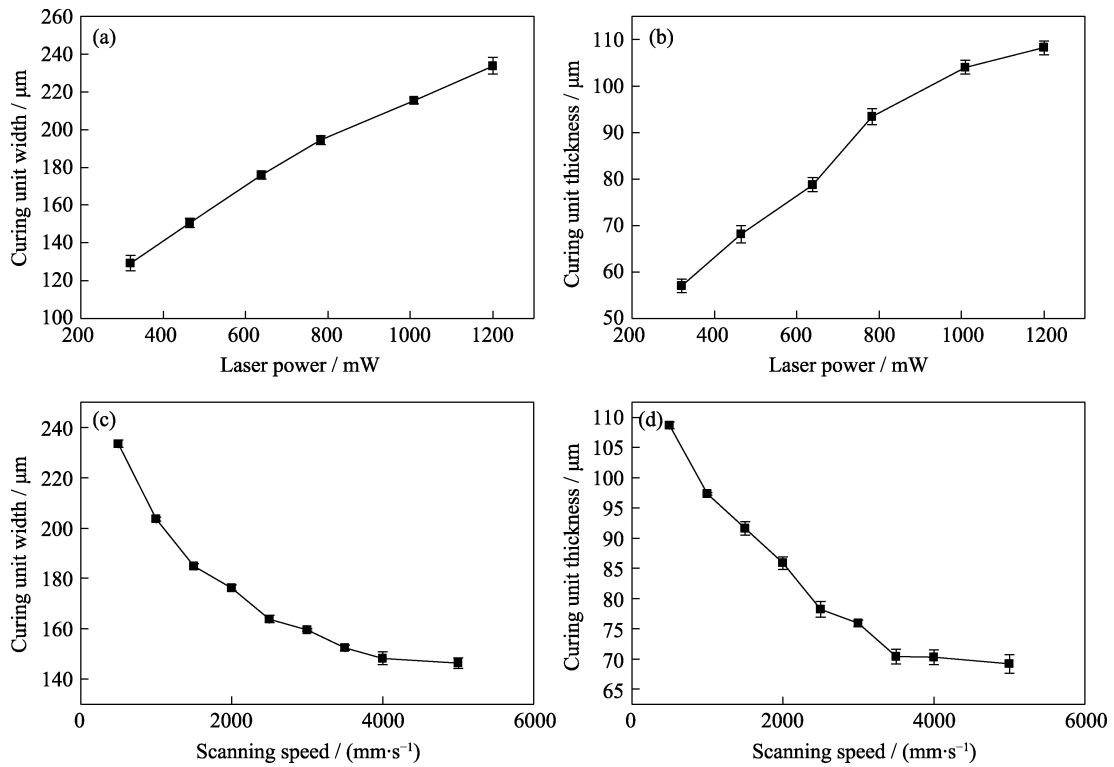 (a)
260
240
220
200
180
160
140
120
100
200 400 600 800 1000 1200
Curing unit width / μm
Laser power / mW
(b)
110
100
90
80
70
60
50
200 400 600 800 1000 1200
Curing unit thickness / μm
Laser power / mW
(c)
240
220
200
180
160
140
0 2000 4000 6000
Curing unit width / μm
Scanning speed / (mm·s⁻¹)
(d)
110
105
100
95
90
85
80
75
70
65
0 2000 4000 6000
Curing unit thickness / μm
Scanning speed / (mm·s⁻¹)